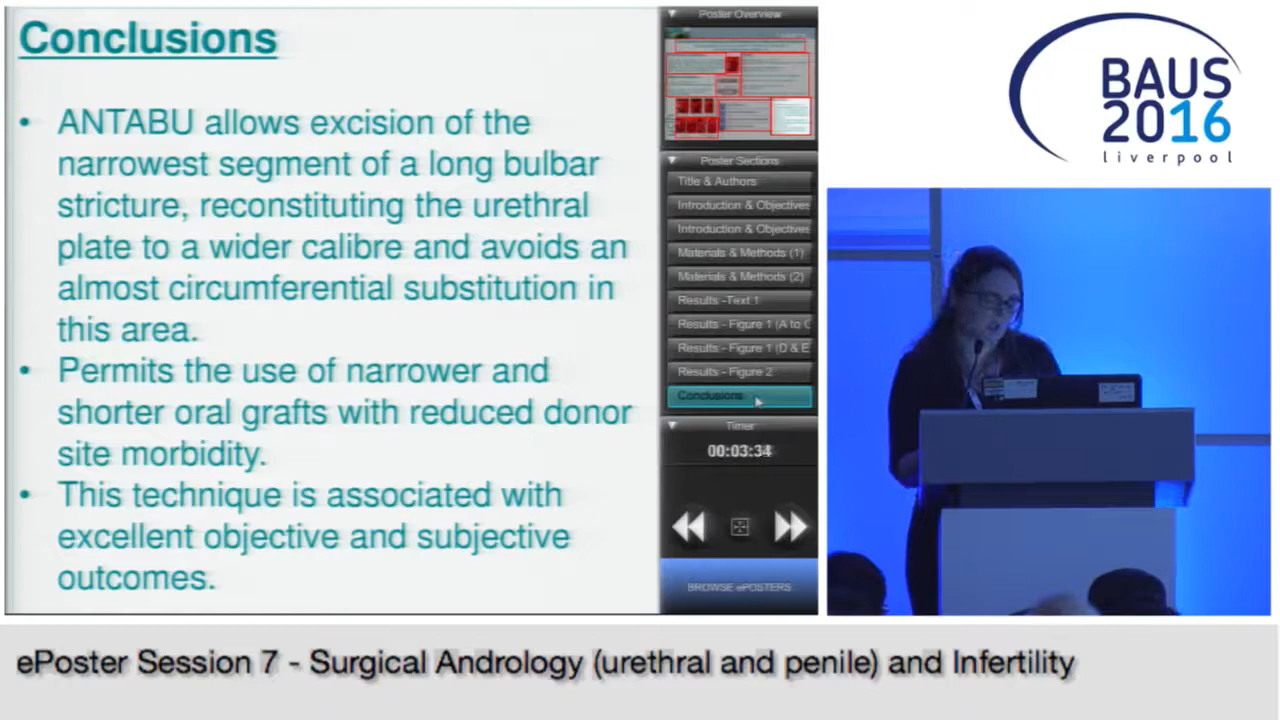 Conclusions
• ANTABU allows excision of the
narrowest segment of a long bulbar
stricture, reconstituting the urethral
plate to a wider calibre and avoids an
almost circumferential substitution in
this area.
• Permits the use of narrower and
shorter oral grafts with reduced donor
site morbidity.
• This technique is associated with
excellent objective and subjective
outcomes.
Poster Overview
Poster Sections
Title & Authors
Introduction & Objectives
Introduction & Objectives
Materials & Methods (1)
Materials & Methods (2)
Results -Text 1
Results - Figure 1 (A to C
Results - Figure 1 (D & E
Results - Figure 2
Conclusions
Timer
00:03:34
BROWSE ePOSTERS
BAUS
2016
liverpool
ePoster Session 7 - Surgical Andrology (urethral and penile) and Infertility